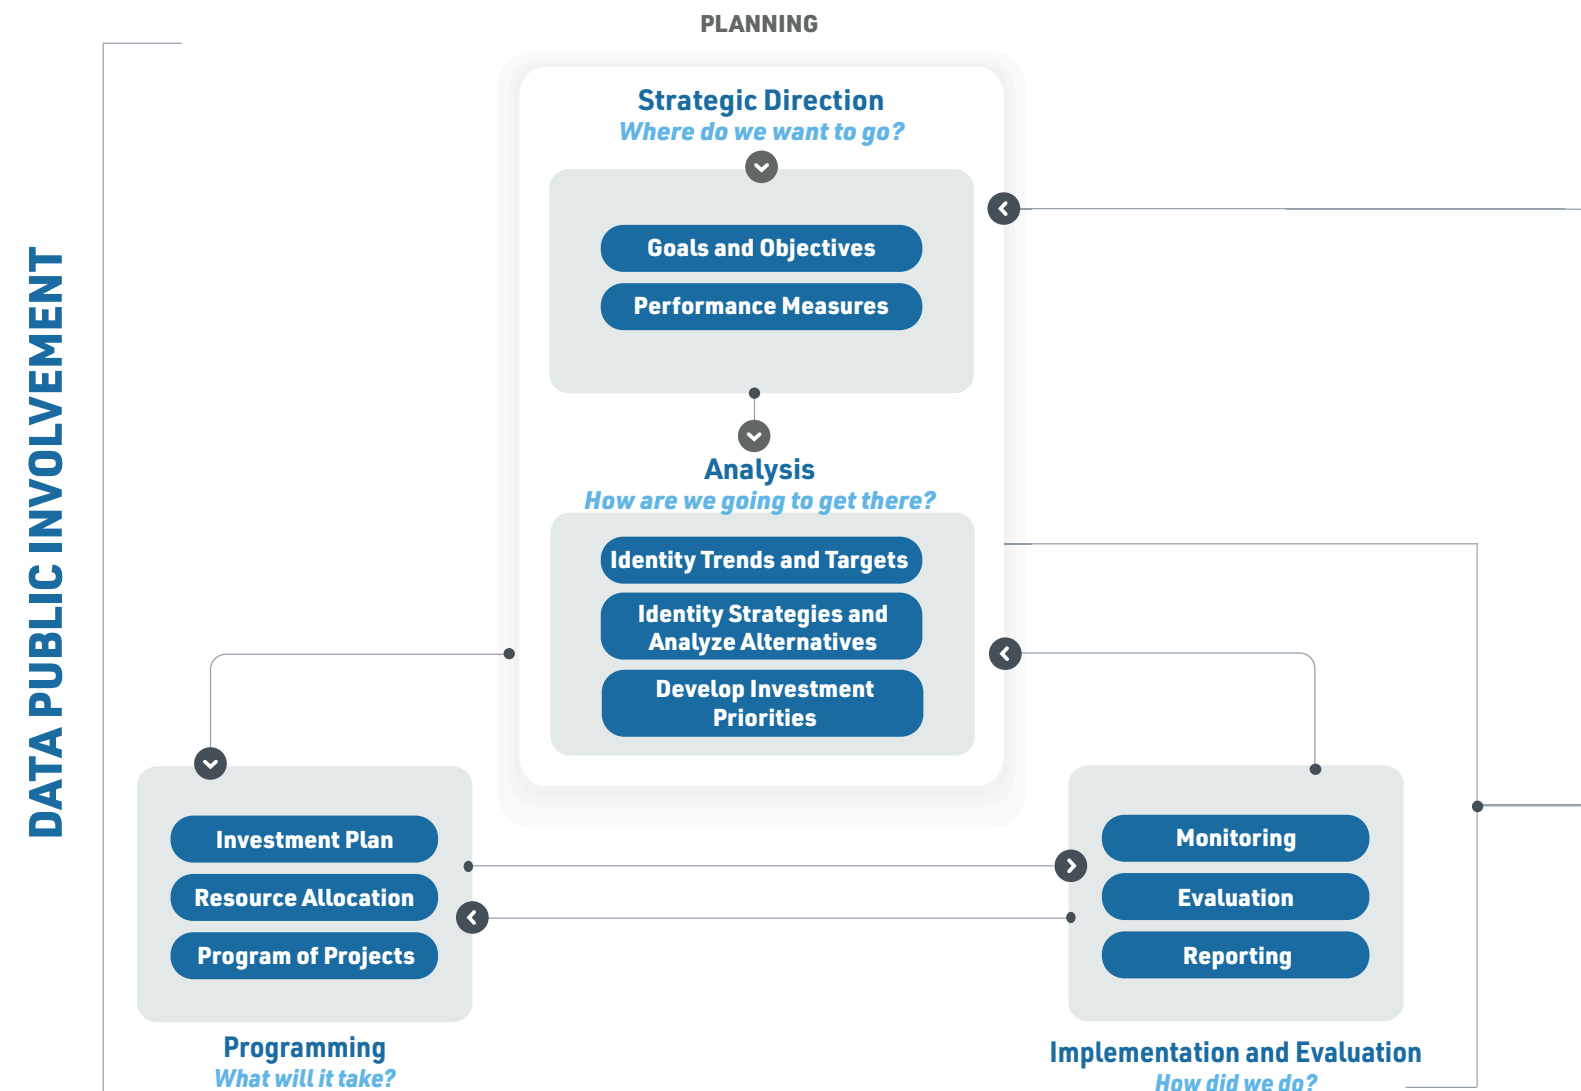 PLANNING
Strategic Direction
Where do we want to go?
Goals and Objectives
Performance Measures
Analysis
How are we going to get there?
Identity Trends and Targets
Identity Strategies and
Analyze Alternatives
Develop Investment
Priorities
DATA PUBLIC INVOLVEMENT
Investment Plan
Resource Allocation
Program of Projects
Programming
What will it take?
Monitoring
Evaluation
Reporting
Implementation and Evaluation
How did we do?